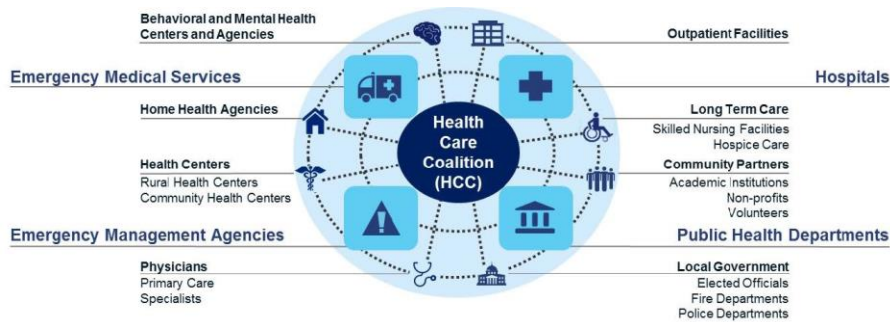 Behavioral and Mental Health
Centers and Agencies
Outpatient Facilities
Emergency Medical Services
Hospitals
Home Health Agencies
Long Term Care
Skilled Nursing Facilities
Hospice Care
Health
Care
Coalition
(HCC)
Health Centers
Rural Health Centers
Community Health Centers
Community Partners
Academic Institutions
Non-profits
Volunteers
Emergency Management Agencies
Public Health Departments
Physicians
Primary Care
Specialists
Local Government
Elected Officials
Fire Departments
Police Departments